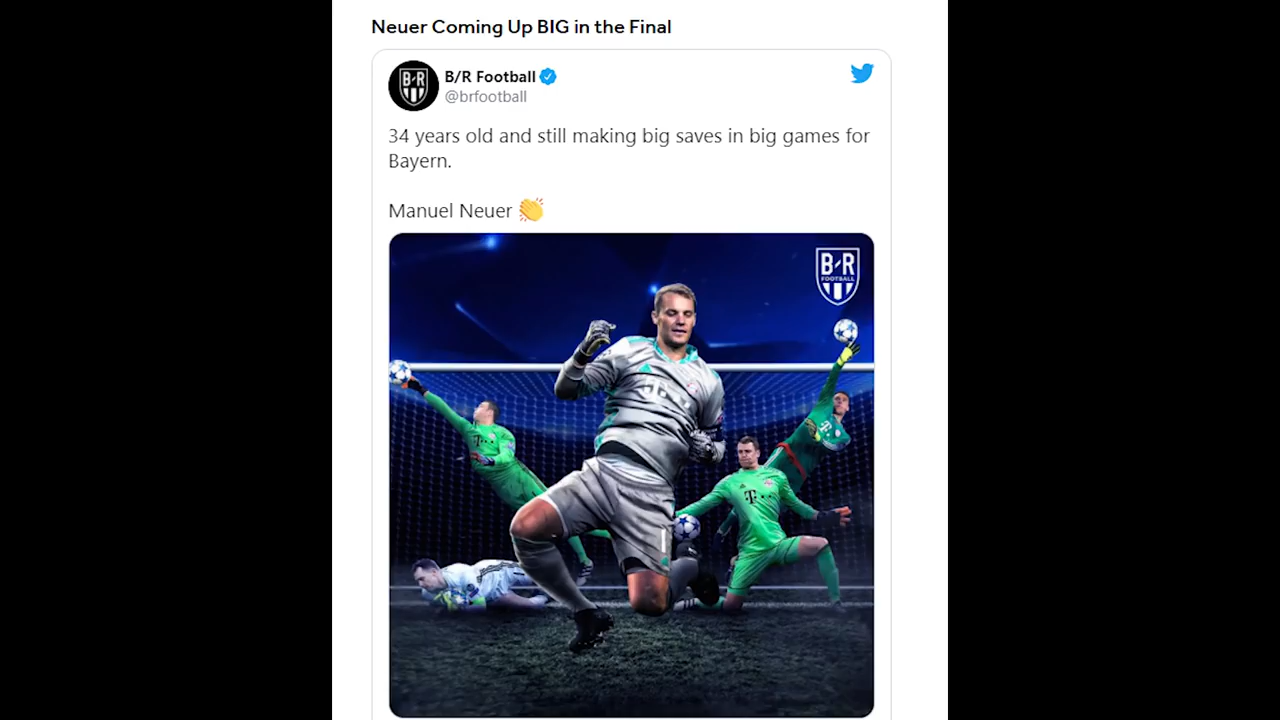 Neuer Coming Up BIG in the Final
B/R
B/R Football
@brfootball
34 years old and still making big saves in big games for
Bayern.
Manuel Neuer 👏
B/R
FOOTBALL